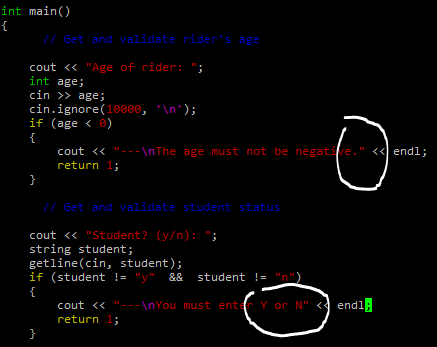 int main()
{
// Get and validate rider's age
cout << "Age of rider: ";
int age;
cin >> age;
cin.ignore(10000, '\n');
if (age < 0)
{
cout << "---\nThe age must not be negative." << endl;
return 1;
}
// Get and validate student status
cout << "Student? (y/n): ";
string student;
getline(cin, student);
if (student != "y"  &&  student != "n")
{
cout << "---\nYou must enter Y or N" << endl;
return 1;
}